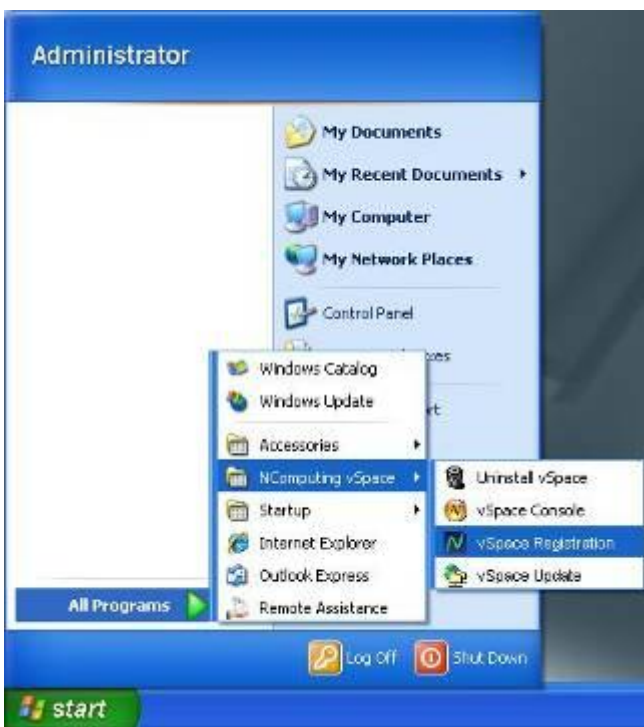 Administrator
My Documents
My Recent Documents
My Computer
My Network Places
Control Panel
Windows Catalog
Windows Update
Accessories
NComputing vSpace
Startup
Internet Explorer
Outlook Express
Remote Assistance
Uninstall vSpace
vSpace Console
vSpace Registration
vSpace Update
All Programs
Log Off
Shut Down
start